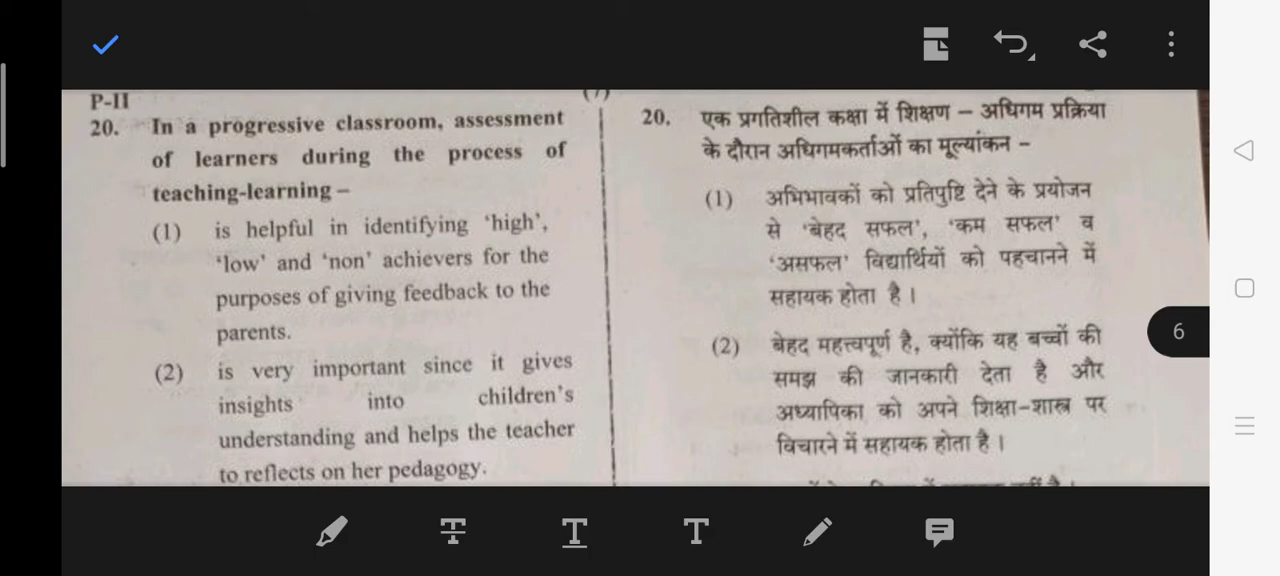 P-II
20. In a progressive classroom, assessment
of learners during the process of
teaching-learning –
(1) is helpful in identifying ‘high’,
‘low’ and ‘non’ achievers for the
purposes of giving feedback to the
parents.
(2) is very important since it gives
insights into children’s
understanding and helps the teacher
to reflects on her pedagogy.
20. एक प्रगतिशील कक्षा में शिक्षण – अधिगम प्रक्रिया
के दौरान अधिगमकर्ताओं का मूल्यांकन –
(1) अभिभावकों को प्रतिपुष्टि देने के प्रयोजन
से ‘बेहद सफल’, ‘कम सफल’ व
‘असफल’ विद्यार्थियों को पहचानने में
सहायक होता है ।
(2) बेहद महत्त्वपूर्ण है, क्योंकि यह बच्चों की
समझ की जानकारी देता है और
अध्यापिका को अपने शिक्षा-शास्त्र पर
विचारने में सहायक होता है ।
6
T
T
T